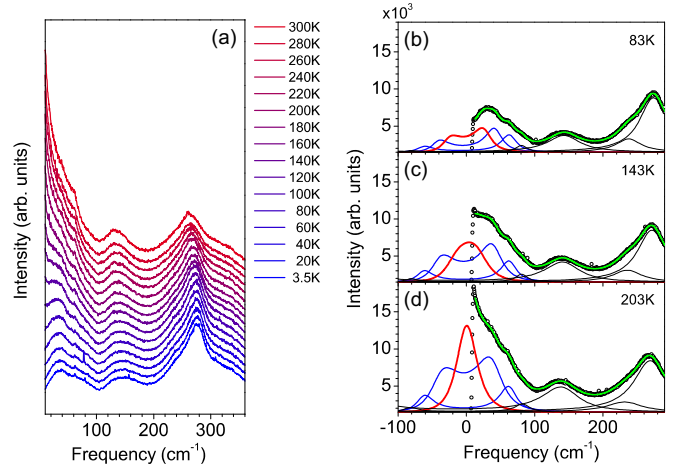 (a)
300K
280K
260K
240K
220K
200K
180K
160K
140K
120K
100K
80K
60K
40K
20K
3.5K
Intensity (arb. units)
100 200 300
Frequency (cm⁻¹)
×10³
(b) 83K
15
10
5
(c) 143K
15
10
5
(d) 203K
15
10
5
Intensity (arb. units)
-100 0 100 200
Frequency (cm⁻¹)